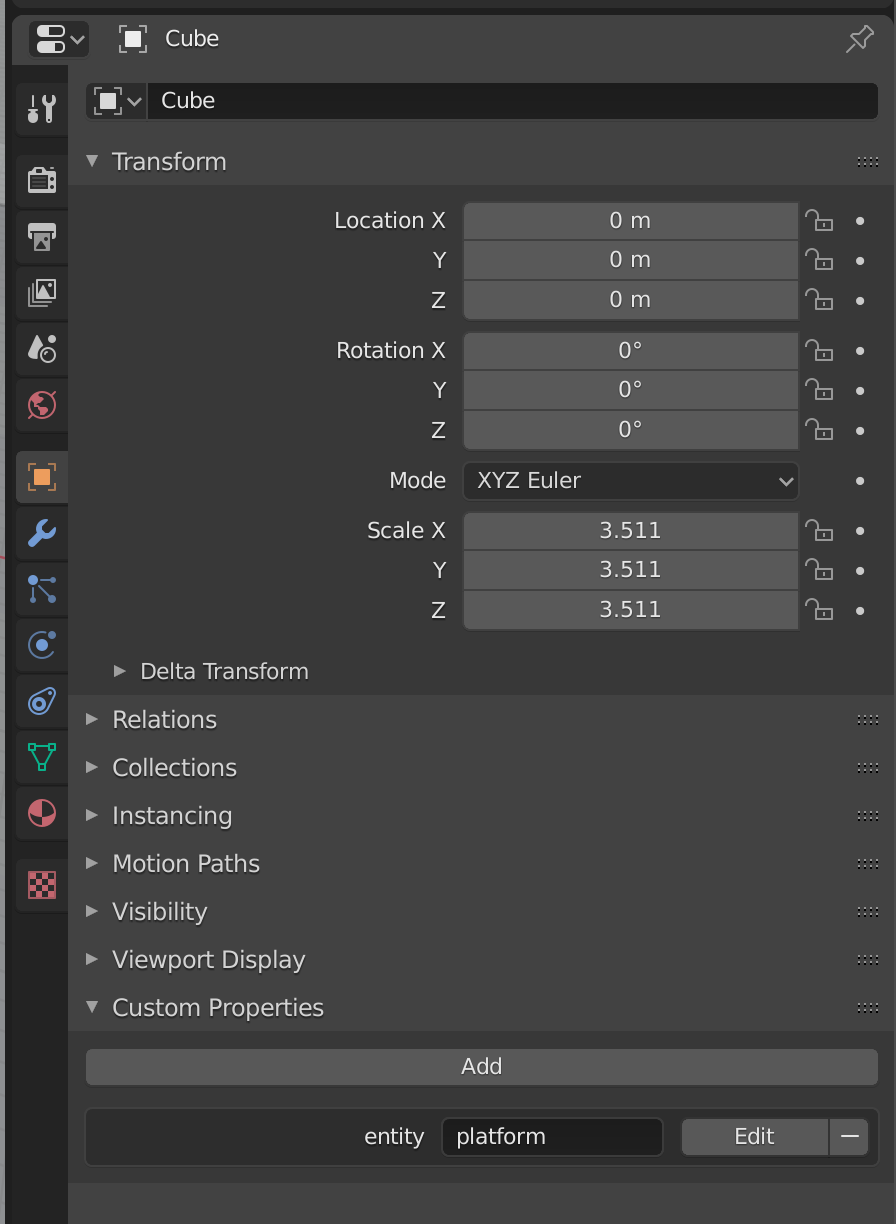 Cube
Cube
Transform
Location X 0 m
Y 0 m
Z 0 m
Rotation X 0°
Y 0°
Z 0°
Mode XYZ Euler
Scale X 3.511
Y 3.511
Z 3.511
Delta Transform
Relations
Collections
Instancing
Motion Paths
Visibility
Viewport Display
Custom Properties
Add
entity platform Edit